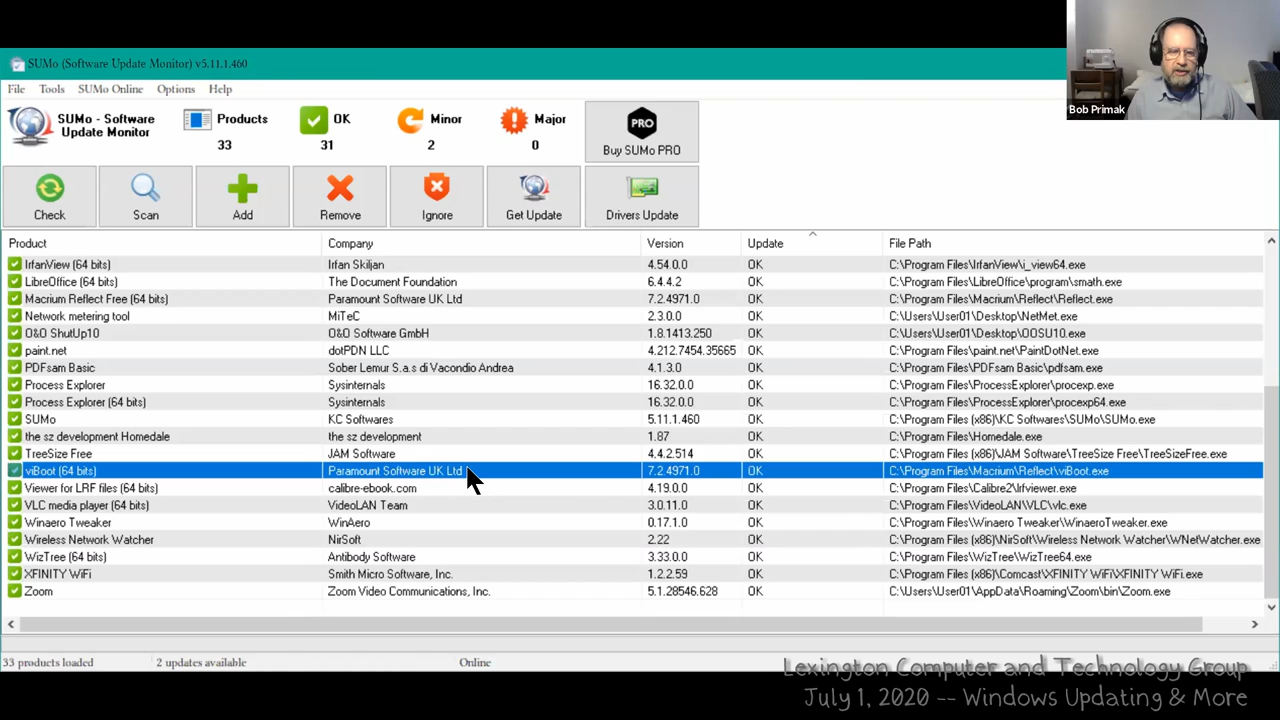 SUMo (Software Update Monitor) v5.11.1.460
File Tools SUMo Online Options Help
SUMo - Software Update Monitor
Products 33
OK 31
Minor 2
Major 0
PRO
Buy SUMo PRO
Check Scan Add Remove Ignore Get Update Drivers Update
Product Company Version Update File Path
IrfanView (64 bits) Irfan Skiljan 4.54.0.0 OK C:\Program Files\IrfanView\i_view64.exe
LibreOffice (64 bits) The Document Foundation 6.4.4.2 OK C:\Program Files\LibreOffice\program\smath.exe
Macrium Reflect Free (64 bits) Paramount Software UK Ltd 7.2.4971.0 OK C:\Program Files\Macrium\Reflect\Reflect.exe
Network metering tool MiTeC 2.3.0.0 OK C:\Users\User01\Desktop\NetMet.exe
O&O ShutUp10 O&O Software GmbH 1.8.1413.250 OK C:\Users\User01\Desktop\OOSU10.exe
paint.net dotPDN LLC 4.212.7454.35665 OK C:\Program Files\paint.net\PaintDotNet.exe
PDFsam Basic Sober Lemur S.a.s di Vacondio Andrea 4.1.3.0 OK C:\Program Files\PDFsam Basic\pdfsam.exe
Process Explorer Sysinternals 16.32.0.0 OK C:\Program Files\ProcessExplorer\procexp.exe
Process Explorer (64 bits) Sysinternals 16.32.0.0 OK C:\Program Files\ProcessExplorer\procexp64.exe
SUMo KC Softwares 5.11.1.460 OK C:\Program Files (x86)\KC Softwares\SUMo\SUMo.exe
the sz development Homedale the sz development 1.87 OK C:\Program Files\Homedale.exe
TreeSize Free JAM Software 4.4.2.514 OK C:\Program Files (x86)\JAM Software\TreeSize Free\TreeSizeFree.exe
viBoot (64 bits) Paramount Software UK Ltd 7.2.4971.0 OK C:\Program Files\Macrium\Reflect\viBoot.exe
Viewer for LRF files (64 bits) calibre-ebook.com 4.19.0.0 OK C:\Program Files\Calibre2\lrfviewer.exe
VLC media player (64 bits) VideoLAN Team 3.0.11.0 OK C:\Program Files\VideoLAN\VLC\vlc.exe
Winaero Tweaker WinAero 0.17.1.0 OK C:\Program Files\Winaero Tweaker\WinaeroTweaker.exe
Wireless Network Watcher NirSoft 2.22 OK C:\Program Files (x86)\NirSoft\Wireless Network Watcher\WNetWatcher.exe
WizTree (64 bits) Antibody Software 3.33.0.0 OK C:\Program Files\WizTree\WizTree64.exe
XFINITY WiFi Smith Micro Software, Inc. 1.2.2.59 OK C:\Program Files (x86)\Comcast\XFINITY WiFi\XFINITY WiFi.exe
Zoom Zoom Video Communications, Inc. 5.1.28546.628 OK C:\Users\User01\AppData\Roaming\Zoom\bin\Zoom.exe
33 products loaded 2 updates available Online
Bob Primak
Lexington Computer and Technology Group
July 1, 2020 -- Windows Updating & More